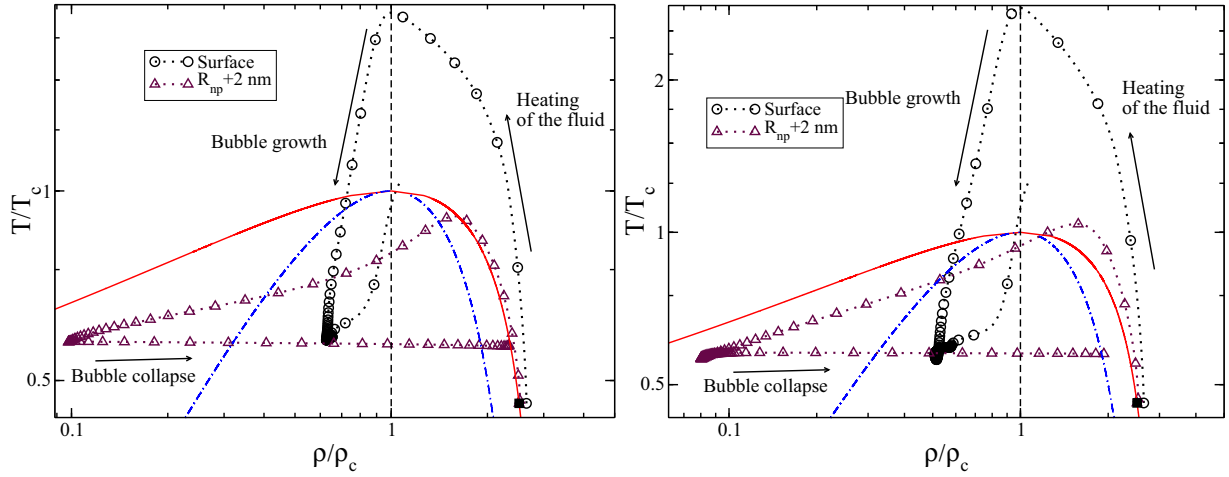 Surface
R_np+2 nm
Heating
of the fluid
Bubble growth
1
T/T_c
0.5
Bubble collapse
0.1
1
ρ/ρ_c
2
Surface
R_np+2 nm
Bubble growth
Heating
of the fluid
1
T/T_c
0.5
Bubble collapse
0.1
1
ρ/ρ_c